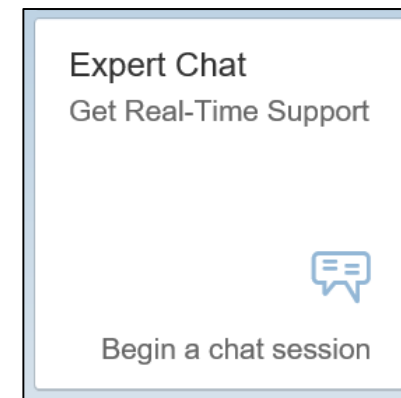 Expert Chat
Get Real-Time Support
Begin a chat session